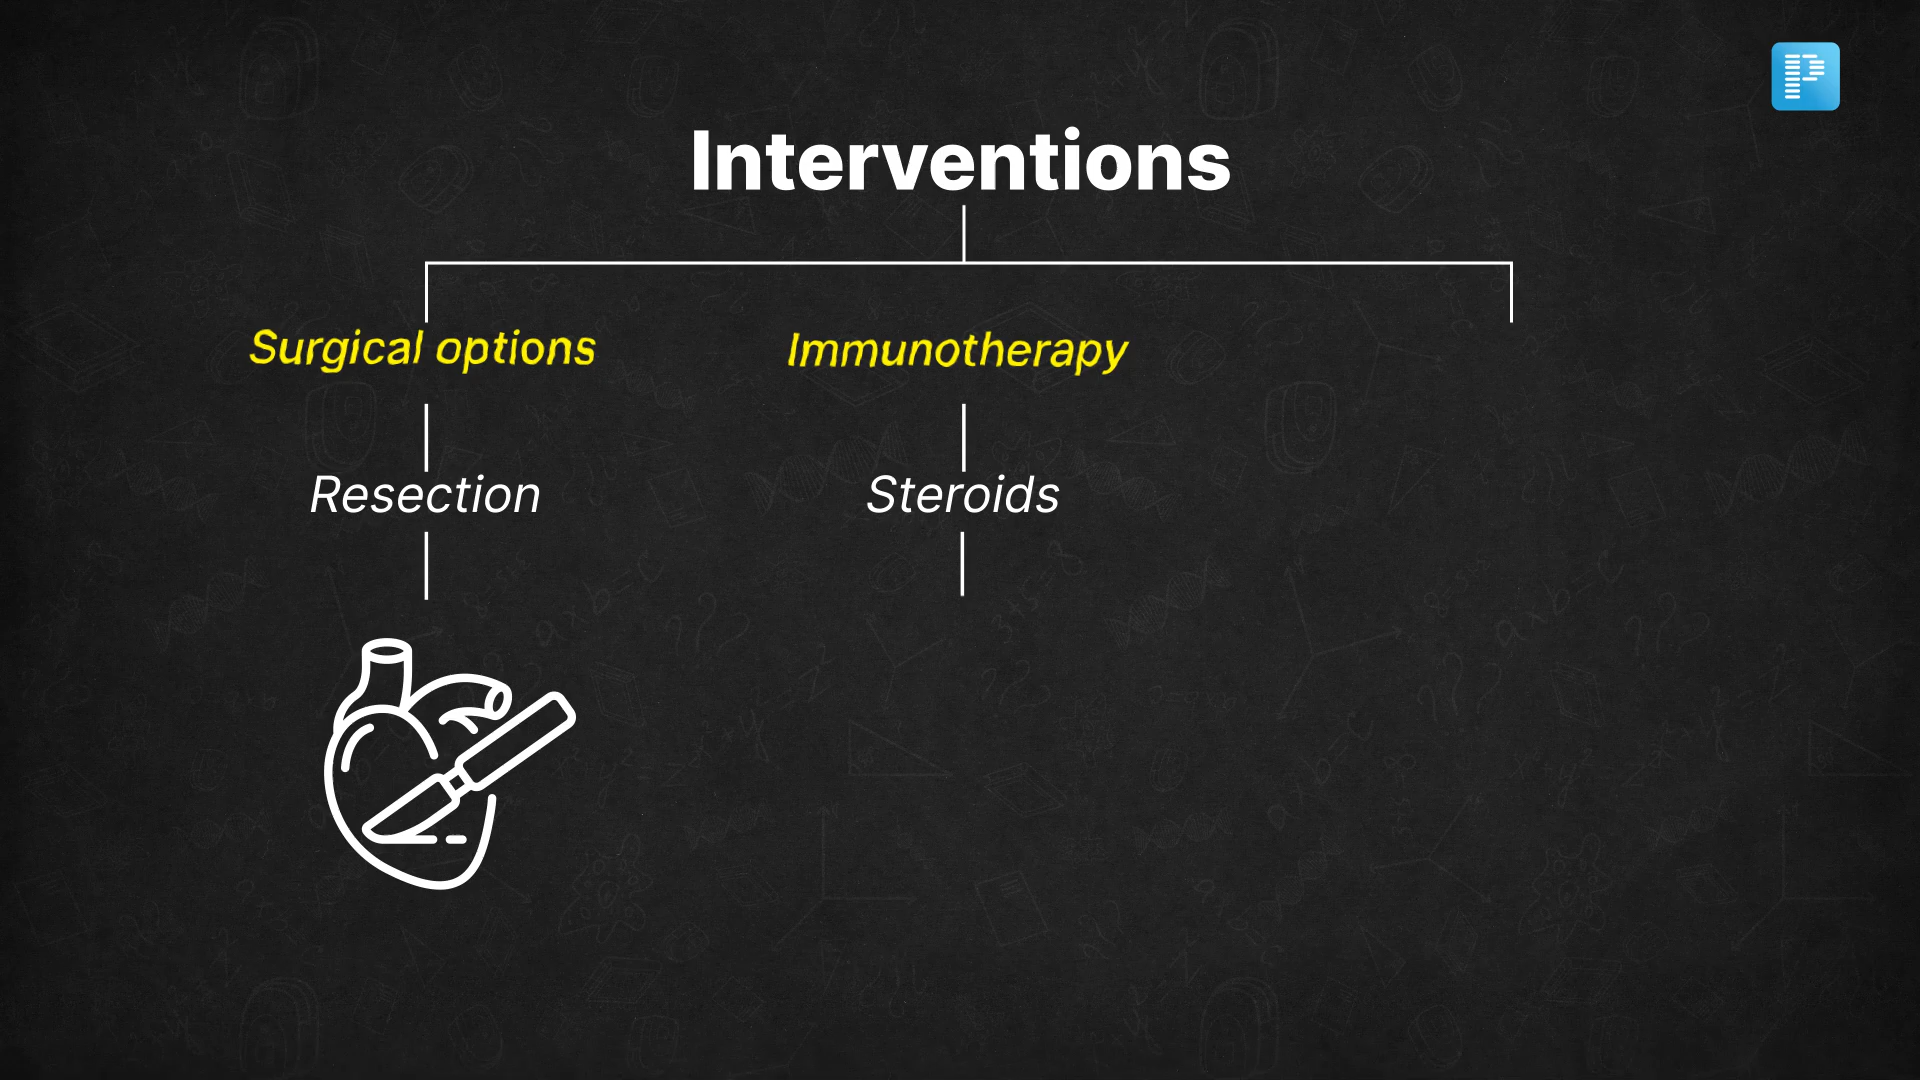 Interventions
Surgical options
Immunotherapy
Resection
Steroids